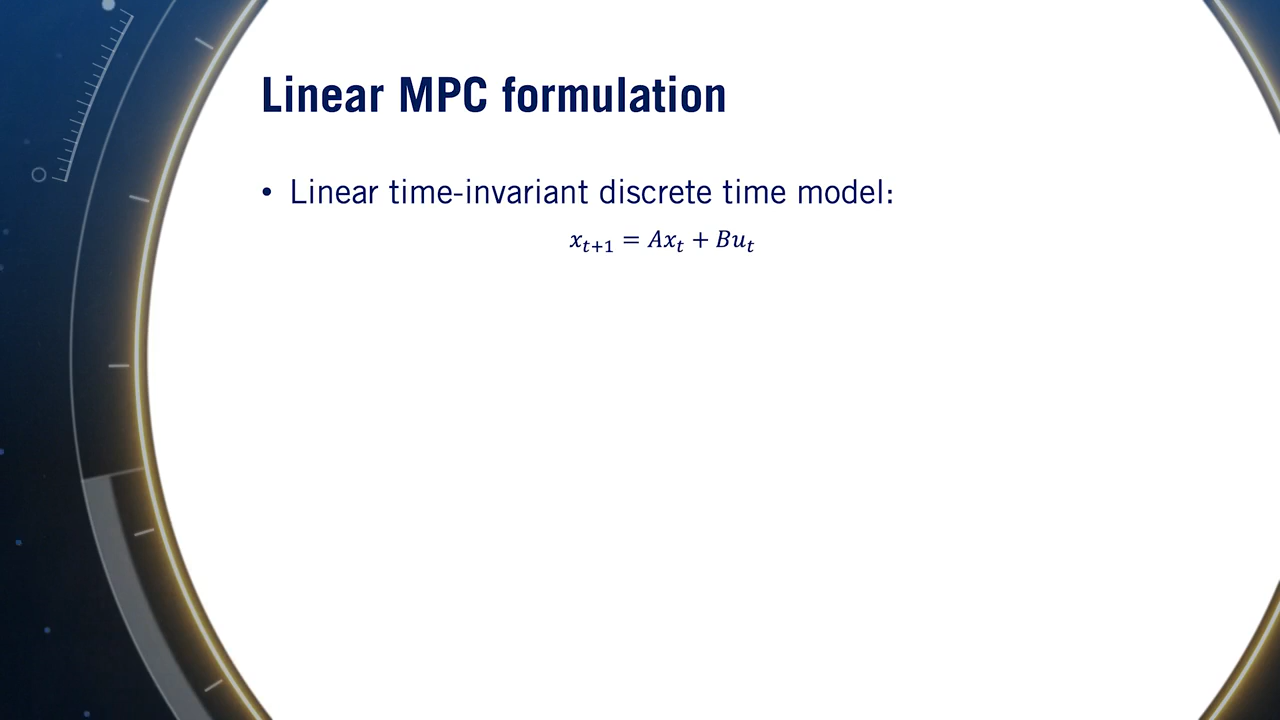 Linear MPC formulation
• Linear time-invariant discrete time model:
x_{t+1} = Ax_t + Bu_t